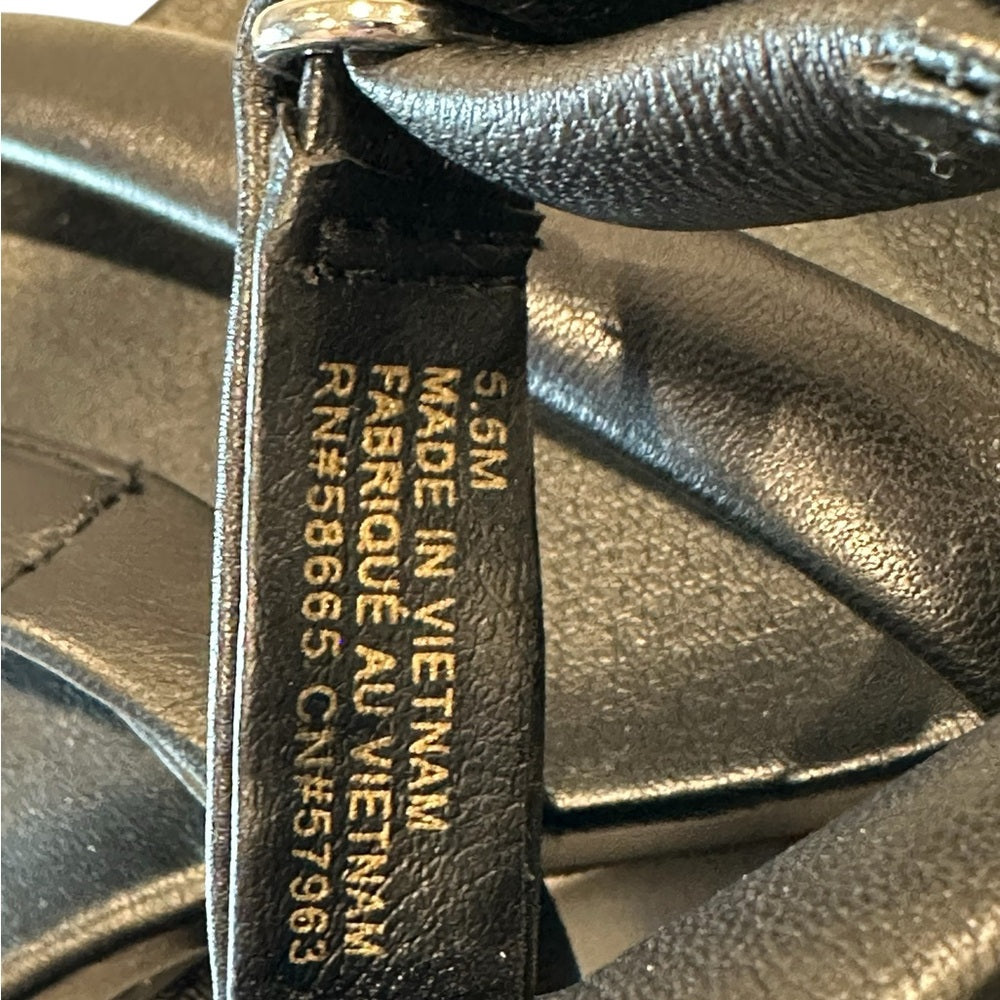 5.5M
MADE IN VIETNAM
FABRIQUÉ AU VIETNAM
RN#58665 CN#57963